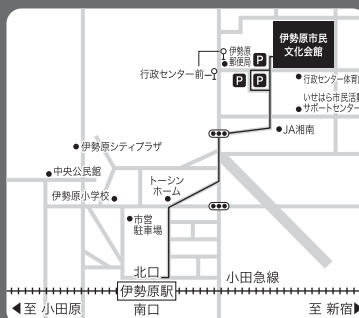 伊勢原市民
文化会館
伊勢原
郵便局
P
P
P
行政センター前
行政センター体育
いせはら市民活
サポートセンター
JA湘南
伊勢原シティプラザ
中央公民館
伊勢原小学校
トーシン
ホーム
市営
駐車場
北口
小田急線
伊勢原駅
至 小田原
南口
至 新宿